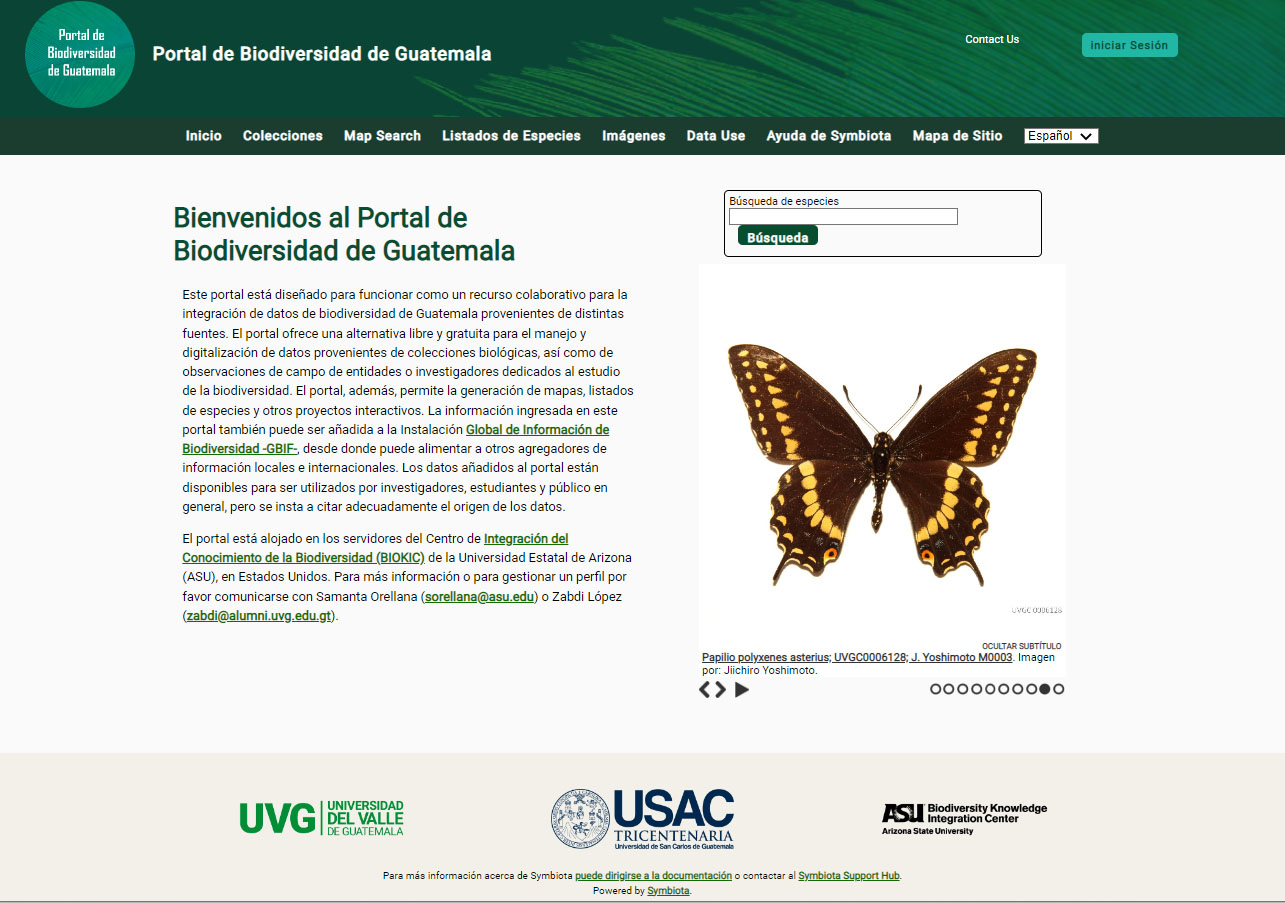 Portal de
Biodiversidad
de Guatemala
Portal de Biodiversidad de Guatemala
Contact Us
iniciar Sesión
Inicio Colecciones Map Search Listados de Especies Imágenes Data Use Ayuda de Symbiota Mapa de Sitio Español
Bienvenidos al Portal de
Biodiversidad de Guatemala
Este portal está diseñado para funcionar como un recurso colaborativo para la
integración de datos de biodiversidad de Guatemala provenientes de distintas
fuentes. El portal ofrece una alternativa libre y gratuita para el manejo y
digitalización de datos provenientes de colecciones biológicas, así como de
observaciones de campo de entidades o investigadores dedicados al estudio
de la biodiversidad. El portal, además, permite la generación de mapas, listados
de especies y otros proyectos interactivos. La información ingresada en este
portal también puede ser añadida a la Instalación Global de Información de
Biodiversidad -GBIF-, desde donde puede alimentar a otros agregadores de
información locales e internacionales. Los datos añadidos al portal están
disponibles para ser utilizados por investigadores, estudiantes y público en
general, pero se insta a citar adecuadamente el origen de los datos.
El portal está alojado en los servidores del Centro de Integración del
Conocimiento de la Biodiversidad (BIOKIC) de la Universidad Estatal de Arizona
(ASU), en Estados Unidos. Para más información o para gestionar un perfil por
favor comunicarse con Samanta Orellana (sorellana@asu.edu) o Zabdi López
(zabdi@alumni.uvg.edu.gt).
Búsqueda de especies
Búsqueda
UVGC 0006128
OCULTAR SUBTÍTULO
Papilio polyxenes asterius; UVGC0006128; J. Yoshimoto M0003. Imagen
por: Jiichiro Yoshimoto.
UVG UNIVERSIDAD
DEL VALLE
DE GUATEMALA
USAC
TRICENTENARIA
Universidad de San Carlos de Guatemala
ASU Biodiversity Knowledge
Integration Center
Arizona State University
Para más información acerca de Symbiota puede dirigirse a la documentación o contactar al Symbiota Support Hub.
Powered by Symbiota.